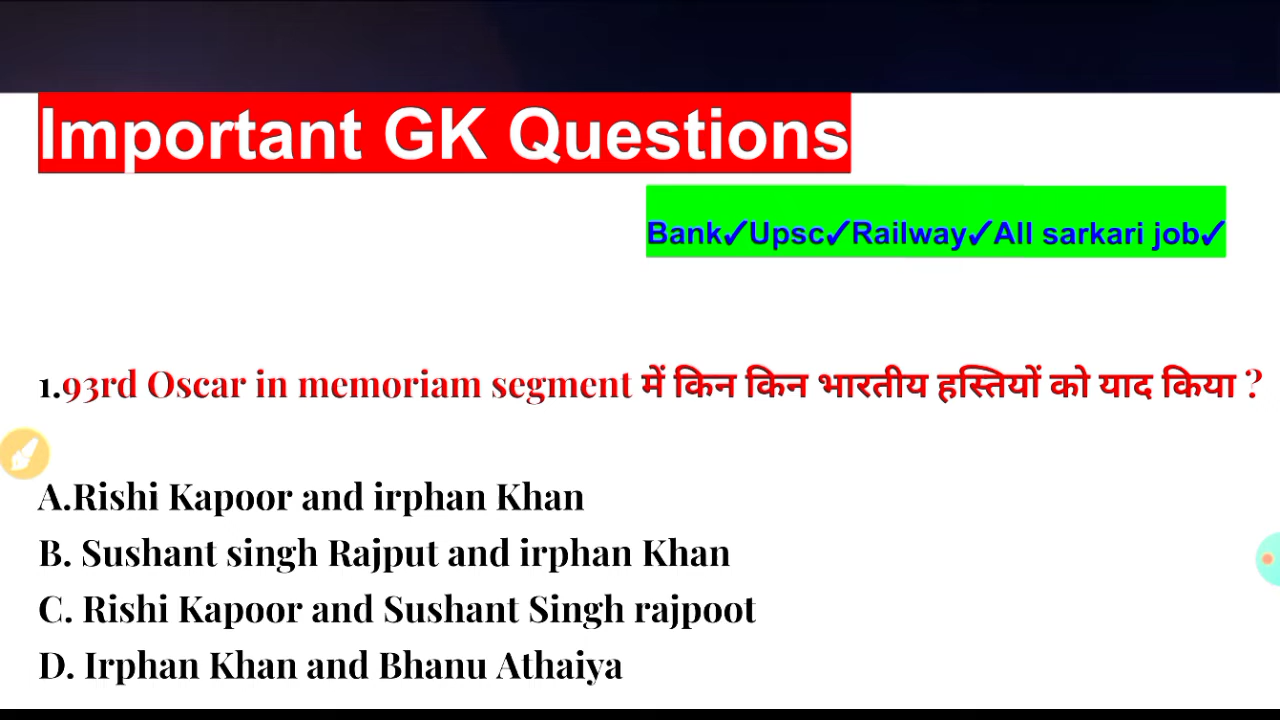 Important GK Questions
Bank✓Upsc✓Railway✓All sarkari job✓
1.93rd Oscar in memoriam segment में किन किन भारतीय हस्तियों को याद किया ?
A.Rishi Kapoor and irphan Khan
B. Sushant singh Rajput and irphan Khan
C. Rishi Kapoor and Sushant Singh rajpoot
D. Irphan Khan and Bhanu Athaiya